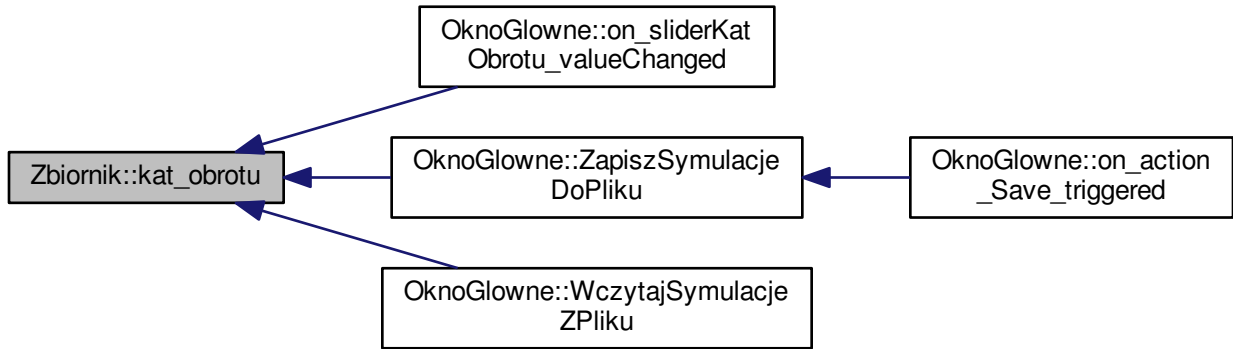 OknoGlowne::on_sliderKat
Obrotu_valueChanged
Zbiornik::kat_obrotu
OknoGlowne::ZapiszSymulacje
DoPliku
OknoGlowne::on_action
_Save_triggered
OknoGlowne::WczytajSymulacje
ZPliku